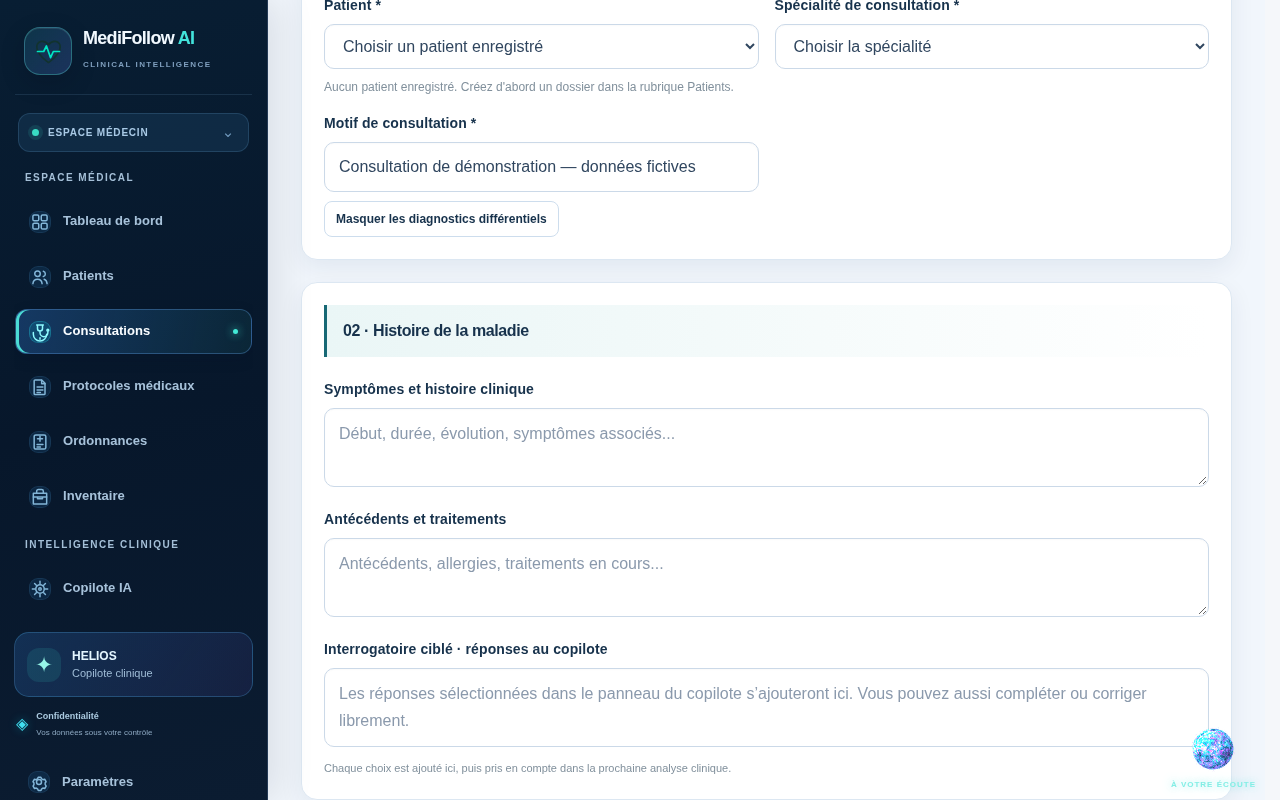 MediFollow AI
CLINICAL INTELLIGENCE
ESPACE MÉDECIN
ESPACE MÉDICAL
Tableau de bord
Patients
Consultations
Protocoles médicaux
Ordonnances
Inventaire
INTELLIGENCE CLINIQUE
Copilote IA
HELIOS
Copilote clinique
Confidentialité
Vos données sous votre contrôle
Paramètres
Patient *
Spécialité de consultation *
Choisir un patient enregistré
Choisir la spécialité
Aucun patient enregistré. Créez d'abord un dossier dans la rubrique Patients.
Motif de consultation *
Consultation de démonstration — données fictives
Masquer les diagnostics différentiels
02 · Histoire de la maladie
Symptômes et histoire clinique
Début, durée, évolution, symptômes associés...
Antécédents et traitements
Antécédents, allergies, traitements en cours...
Interrogatoire ciblé · réponses au copilote
Les réponses sélectionnées dans le panneau du copilote s’ajouteront ici. Vous pouvez aussi compléter ou corriger
librement.
Chaque choix est ajouté ici, puis pris en compte dans la prochaine analyse clinique.
À VOTRE ÉCOUTE